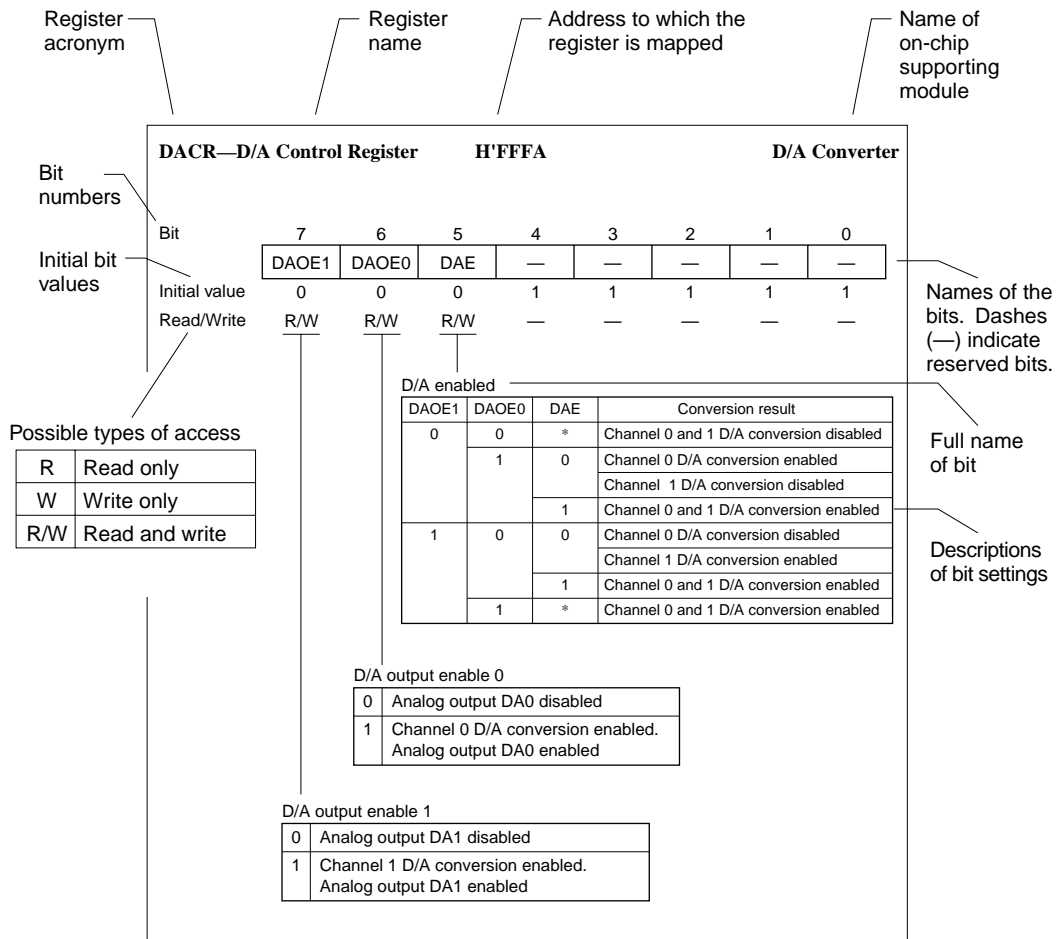 Register
acronym
Register
name
Address to which the
register is mapped
Name of
on-chip
supporting
module
DACR—D/A Control Register H'FFFA D/A Converter
Bit
numbers
Bit 7 6 5 4 3 2 1 0
DAOE1 DAOE0 DAE — — — — —
Initial bit
values
Initial value 0 0 0 1 1 1 1 1
Read/Write R/W R/W R/W — — — — —
Names of the
bits. Dashes
(—) indicate
reserved bits.
Possible types of access
R Read only
W Write only
R/W Read and write
D/A enabled
DAOE1 DAOE0 DAE Conversion result
0 0 * Channel 0 and 1 D/A conversion disabled
1 0 Channel 0 D/A conversion enabled
Channel 1 D/A conversion disabled
1 Channel 0 and 1 D/A conversion enabled
1 0 0 Channel 0 D/A conversion disabled
Channel 1 D/A conversion enabled
1 Channel 0 and 1 D/A conversion enabled
1 * Channel 0 and 1 D/A conversion enabled
Full name
of bit
Descriptions
of bit settings
D/A output enable 0
0 Analog output DA0 disabled
1 Channel 0 D/A conversion enabled.
Analog output DA0 enabled
D/A output enable 1
0 Analog output DA1 disabled
1 Channel 1 D/A conversion enabled.
Analog output DA1 enabled